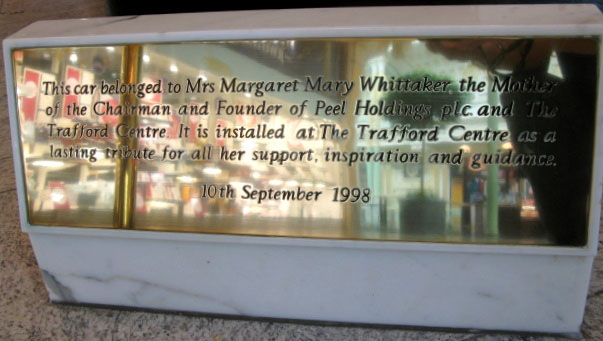 This car belonged to Mrs Margaret Mary Whittaker, the Mother
of the Chairman and Founder of Peel Holdings plc. and The
Trafford Centre. It is installed at The Trafford Centre as a
lasting tribute for all her support, inspiration and guidance.
10th September 1998